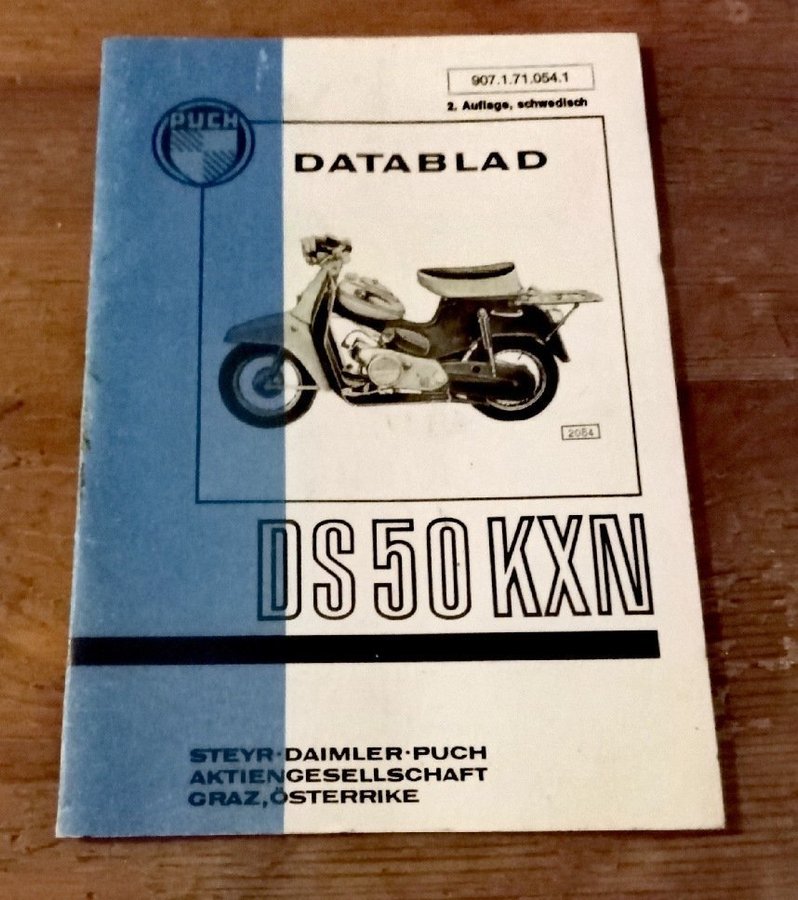 907.1.71.054.1
2. Auflage, schwedisch
PUCH
DATABLAD
2084
DS 50 KXN
STEYR·DAIMLER·PUCH
AKTIENGESELLSCHAFT
GRAZ, ÖSTERRIKE